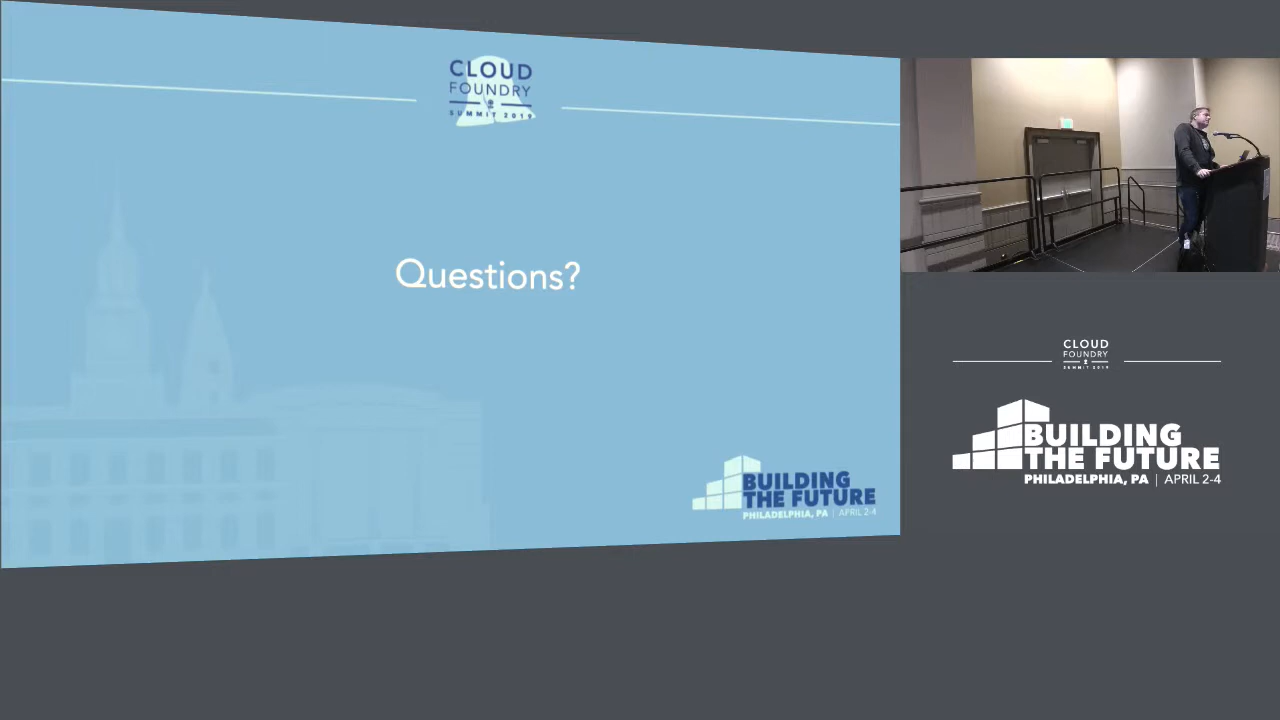 CLOUD
FOUNDRY
SUMMIT 2019
Questions?
BUILDING
THE FUTURE
PHILADELPHIA, PA | APRIL 2-4
CLOUD
FOUNDRY
SUMMIT 2019
BUILDING
THE FUTURE
PHILADELPHIA, PA | APRIL 2-4